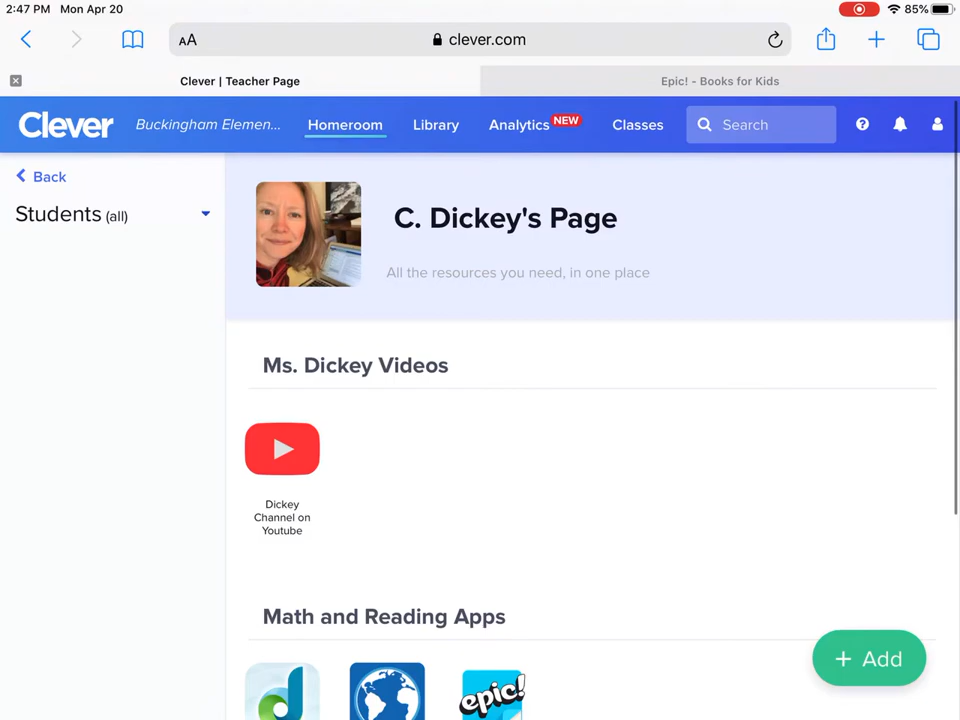 2:47 PM Mon Apr 20
85%
AA
clever.com
Clever | Teacher Page
Epic! - Books for Kids
Clever
Buckingham Elemen...
Homeroom
Library
Analytics NEW
Classes
Search
Back
Students (all)
C. Dickey's Page
All the resources you need, in one place
Ms. Dickey Videos
Dickey
Channel on
Youtube
Math and Reading Apps
epic!
+ Add